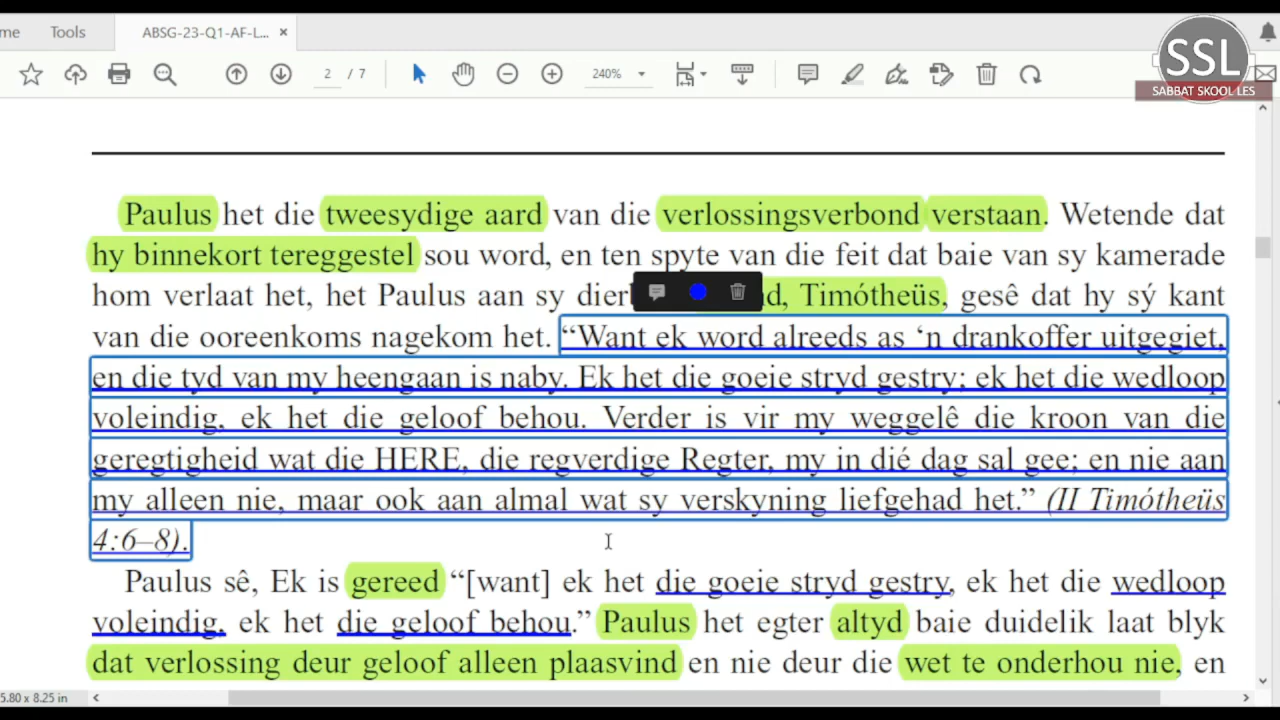 me Tools ABSG-23-Q1-AF-L... ×
2 / 7 240%
SSL
SABBAT SKOOL LES
Paulus het die tweesydige aard van die verlossingsverbond verstaan. Wetende dat
hy binnekort tereggestel sou word, en ten spyte van die feit dat baie van sy kamerade
hom verlaat het, het Paulus aan sy d, Timótheüs, gesê dat hy sý kant
van die ooreenkoms nagekom het. “Want ek word alreeds as ‘n drankoffer uitgegiet,
en die tyd van my heengaan is naby. Ek het die goeie stryd gestry; ek het die wedloop
voleindig, ek het die geloof behou. Verder is vir my weggelê die kroon van die
geregtigheid wat die HERE, die regverdige Regter, my in dié dag sal gee; en nie aan
my alleen nie, maar ook aan almal wat sy verskyning liefgehad het.” (II Timótheüs
4:6–8).
Paulus sê, Ek is gereed “[want] ek het die goeie stryd gestry, ek het die wedloop
voleindig, ek het die geloof behou.” Paulus het egter altyd baie duidelik laat blyk
dat verlossing deur geloof alleen plaasvind en nie deur die wet te onderhou nie, en
5.80 x 8.25 in